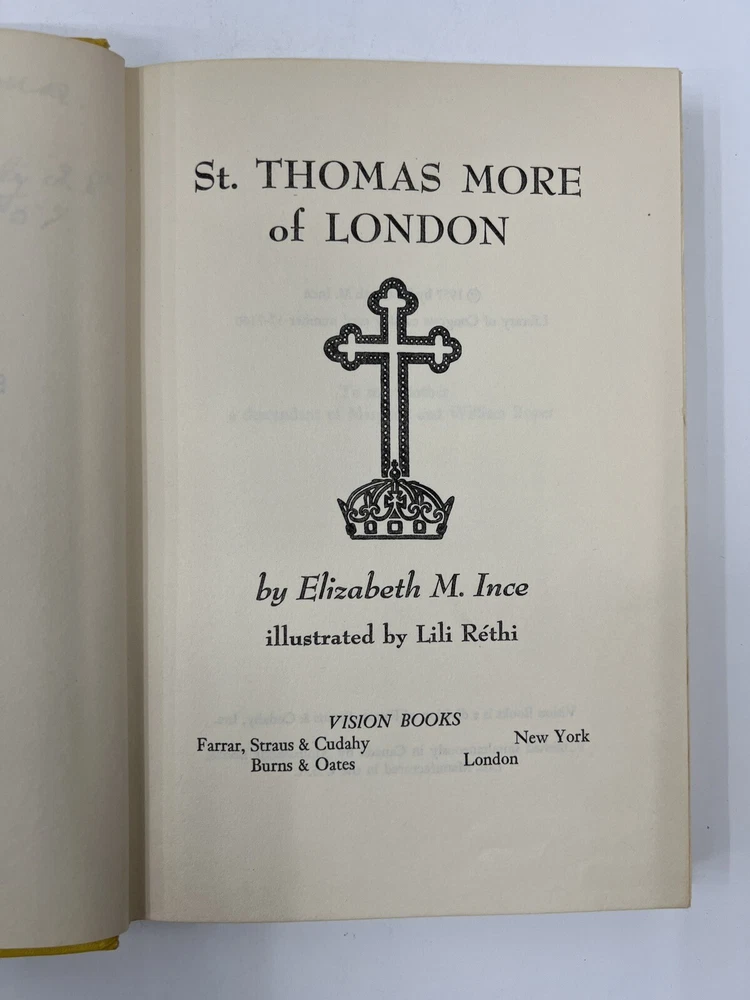 St. THOMAS MORE
of LONDON
by Elizabeth M. Ince
illustrated by Lili Réthi
VISION BOOKS
Farrar, Straus & Cudahy New York
Burns & Oates London